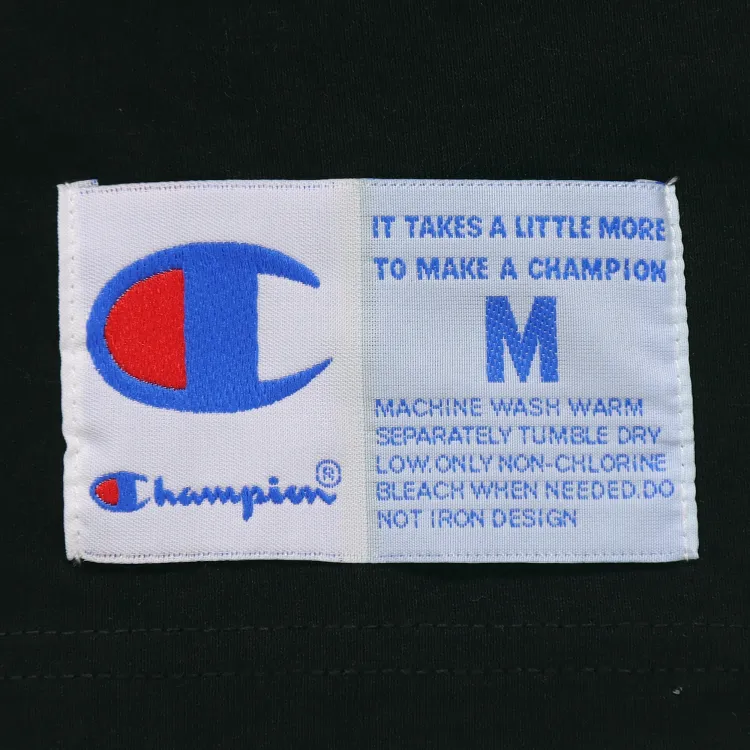 Champion®
IT TAKES A LITTLE MORE
TO MAKE A CHAMPION
M
MACHINE WASH WARM
SEPARATELY TUMBLE DRY
LOW.ONLY NON-CHLORINE
BLEACH WHEN NEEDED.DO
NOT IRON DESIGN